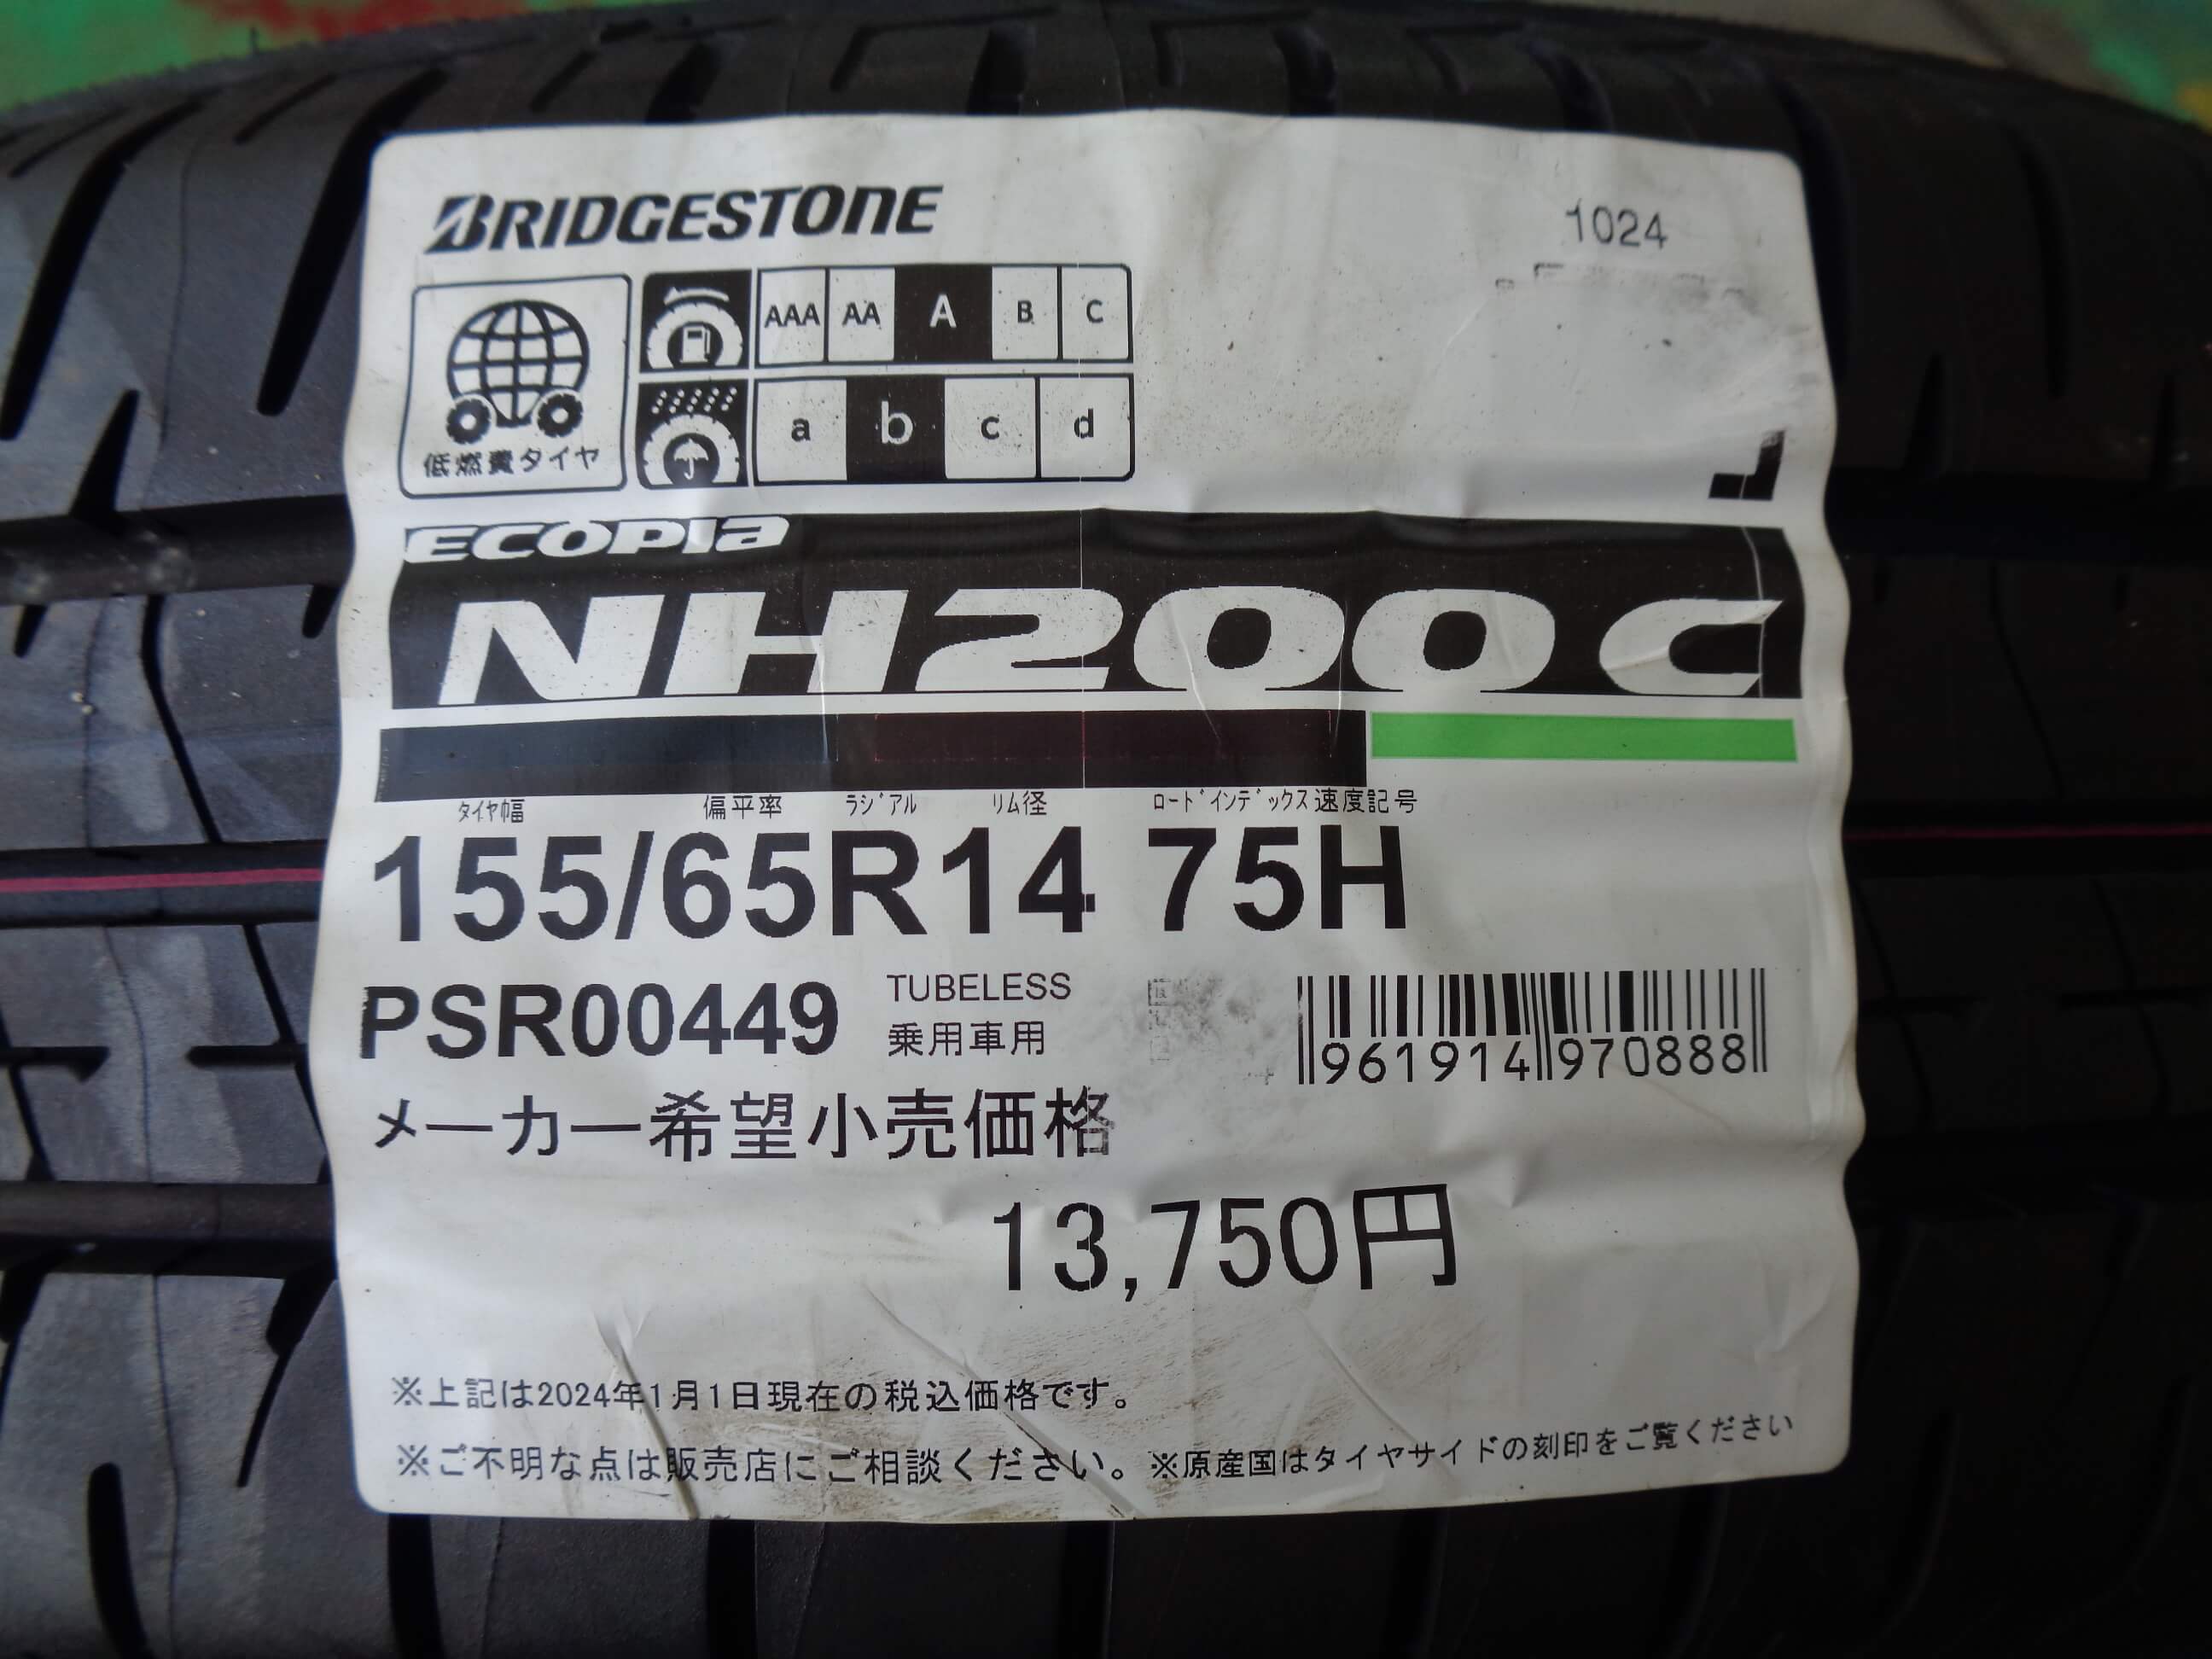 BRIDGESTONE
1024
AAA AA A B C
a b c d
低燃費タイヤ
ECOPIA
NH200 C
タイヤ幅 偏平率 ラジアル リム径 ロードインデックス 速度記号
155/65R14 75H
PSR00449
TUBELESS
乗用車用
961914 970888
メーカー希望小売価格
13,750円
※上記は2024年1月1日現在の税込価格です。
※ご不明な点は販売店にご相談ください。※原産国はタイヤサイドの刻印をご覧ください